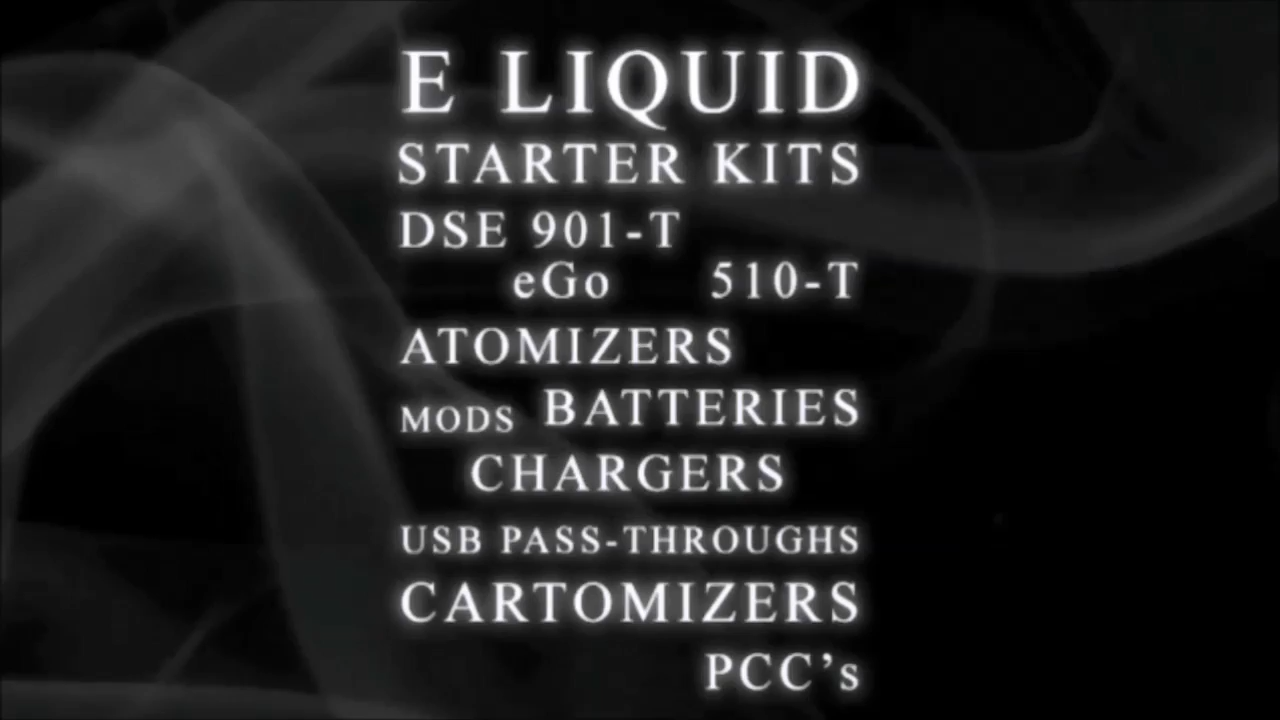 E LIQUID
STARTER KITS
DSE 901-T
eGo 510-T
ATOMIZERS
MODS BATTERIES
CHARGERS
USB PASS-THROUGHS
CARTOMIZERS
PCC’s